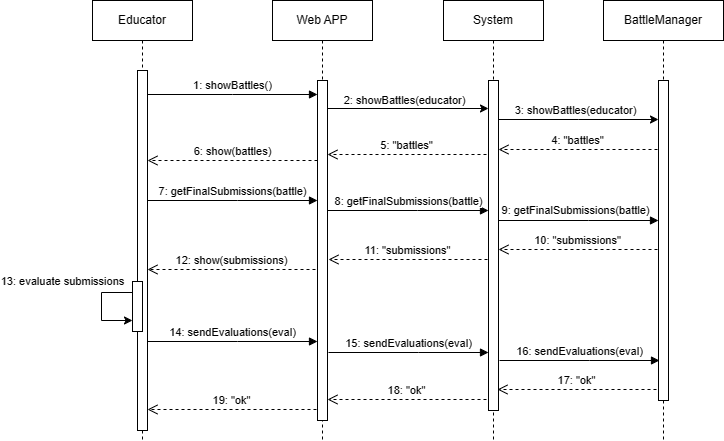 Educator
Web APP
System
BattleManager
1: showBattles()
2: showBattles(educator)
3: showBattles(educator)
4: "battles"
5: "battles"
6: show(battles)
7: getFinalSubmissions(battle)
8: getFinalSubmissions(battle)
9: getFinalSubmissions(battle)
10: "submissions"
11: "submissions"
12: show(submissions)
13: evaluate submissions
14: sendEvaluations(eval)
15: sendEvaluations(eval)
16: sendEvaluations(eval)
17: "ok"
18: "ok"
19: "ok"